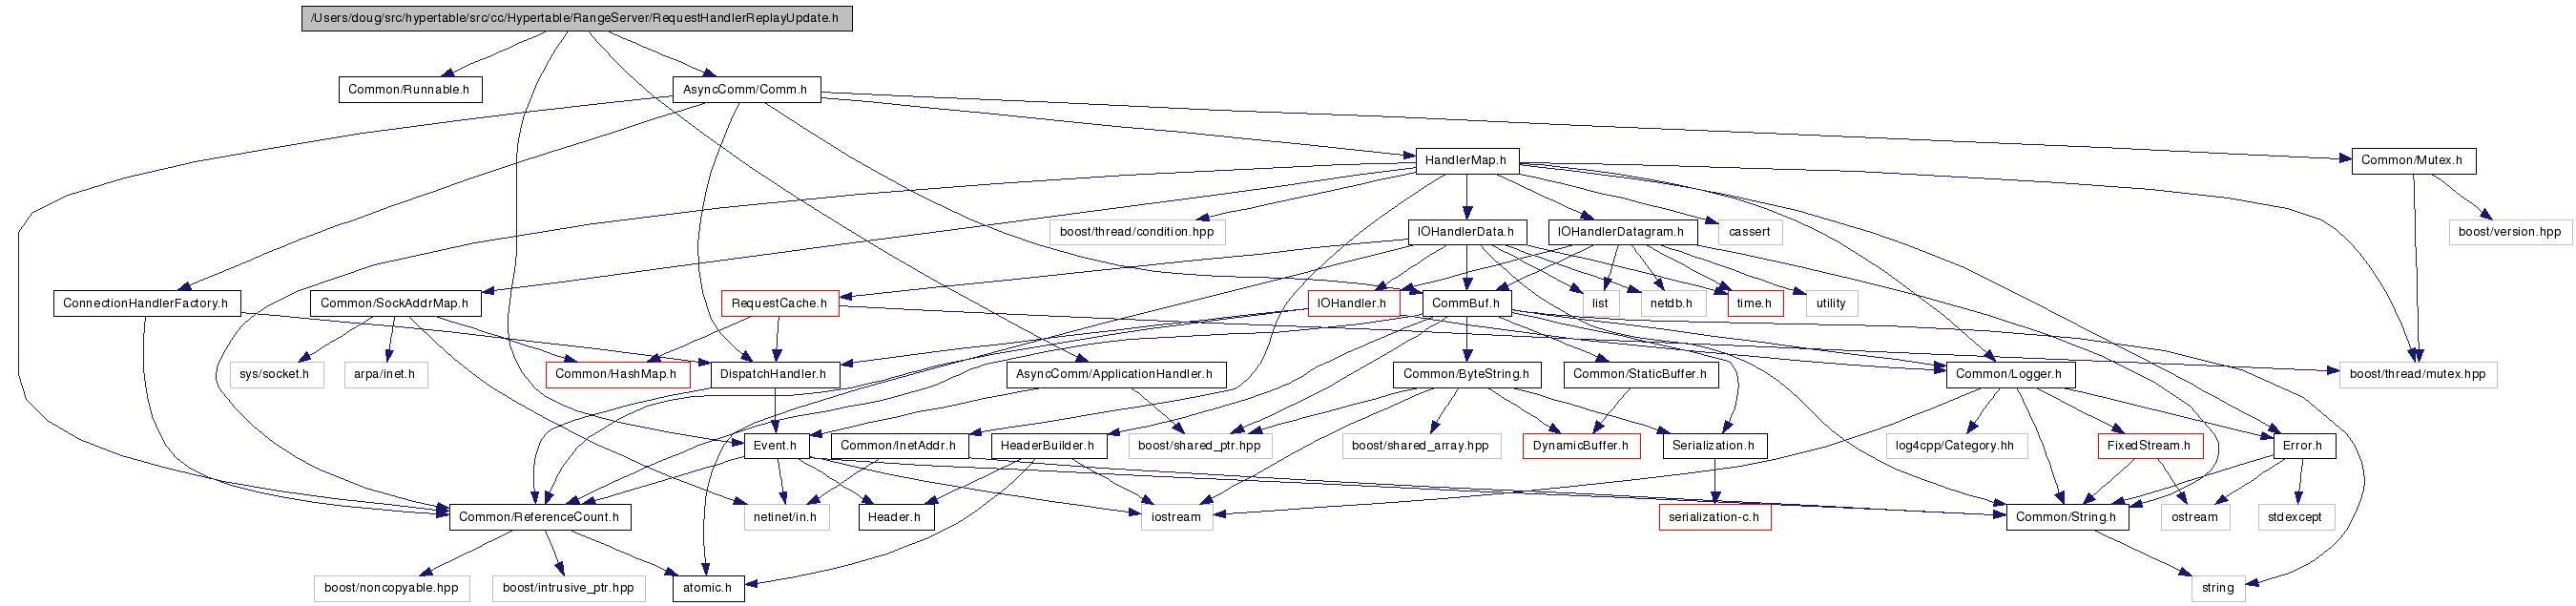 /Users/doug/src/hypertable/src/cc/Hypertable/RangeServer/RequestHandlerReplayUpdate.h
Common/Runnable.h
AsyncComm/Comm.h
HandlerMap.h
Common/Mutex.h
boost/thread/condition.hpp
IOHandlerData.h
IOHandlerDatagram.h
cassert
boost/version.hpp
ConnectionHandlerFactory.h
Common/SockAddrMap.h
RequestCache.h
IOHandler.h
CommBuf.h
list
netdb.h
time.h
utility
sys/socket.h
arpa/inet.h
Common/HashMap.h
DispatchHandler.h
AsyncComm/ApplicationHandler.h
Common/ByteString.h
Common/StaticBuffer.h
Common/Logger.h
boost/thread/mutex.hpp
Event.h
Common/InetAddr.h
HeaderBuilder.h
boost/shared_ptr.hpp
boost/shared_array.hpp
DynamicBuffer.h
Serialization.h
log4cpp/Category.hh
FixedStream.h
Error.h
Common/ReferenceCount.h
netinet/in.h
Header.h
iostream
serialization-c.h
Common/String.h
ostream
stdexcept
boost/noncopyable.hpp
boost/intrusive_ptr.hpp
atomic.h
string